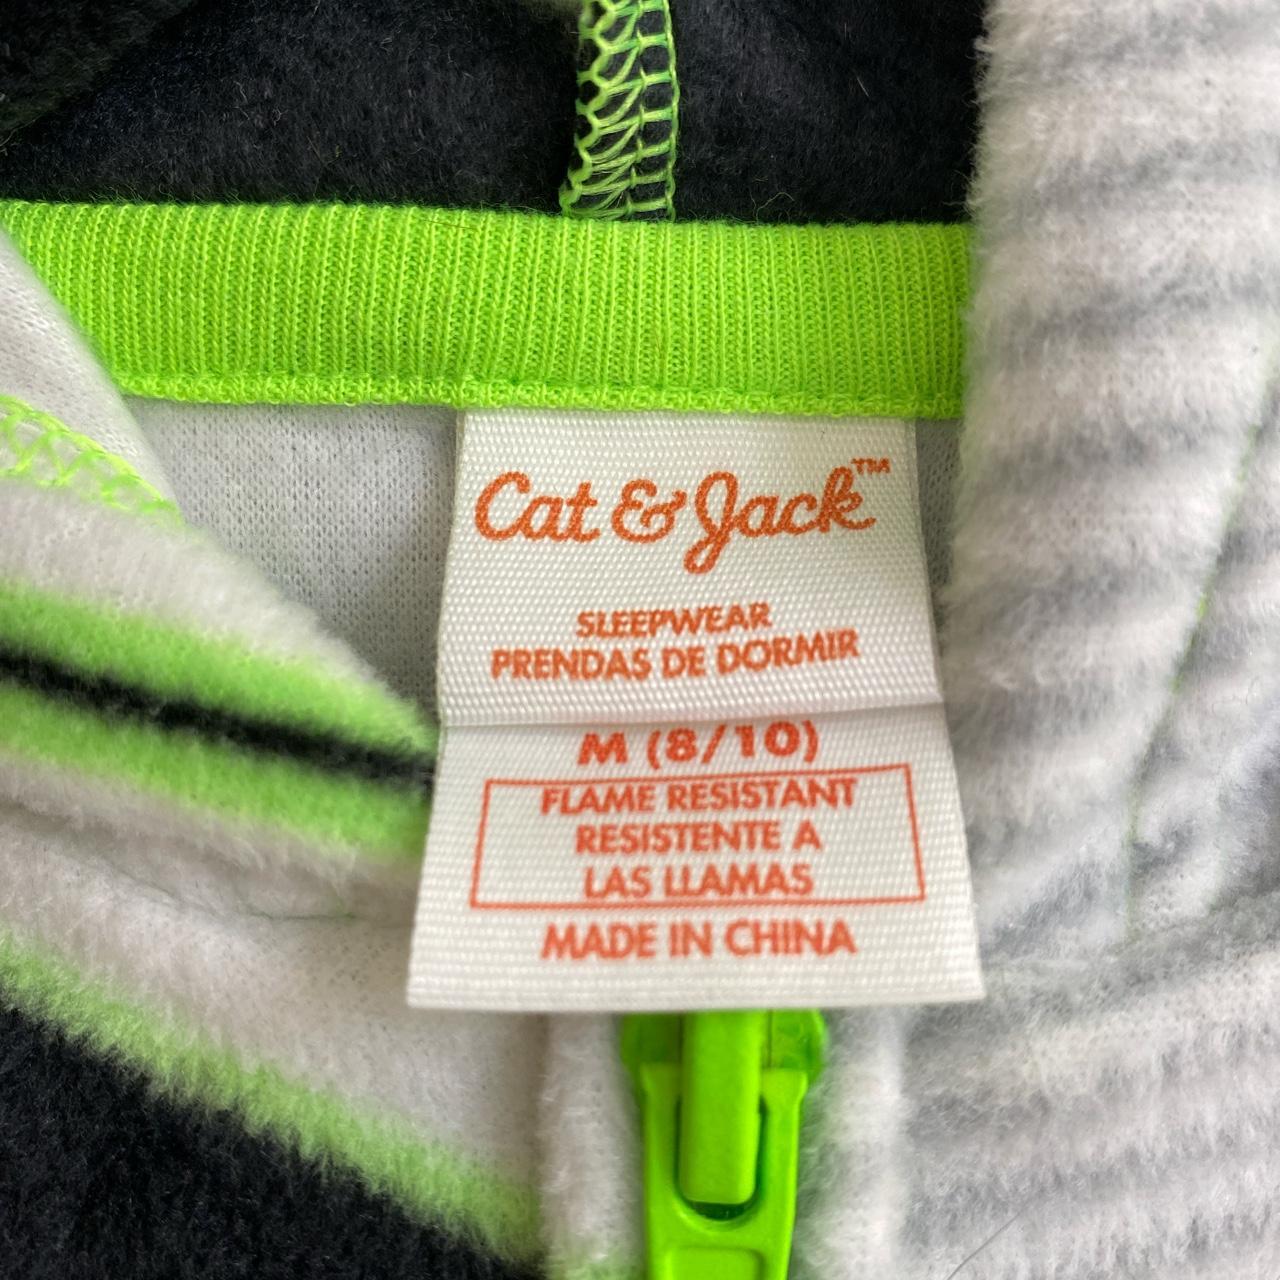 Cat & Jack™
SLEEPWEAR
PRENDAS DE DORMIR
M (8/10)
FLAME RESISTANT
RESISTENTE A
LAS LLAMAS
MADE IN CHINA